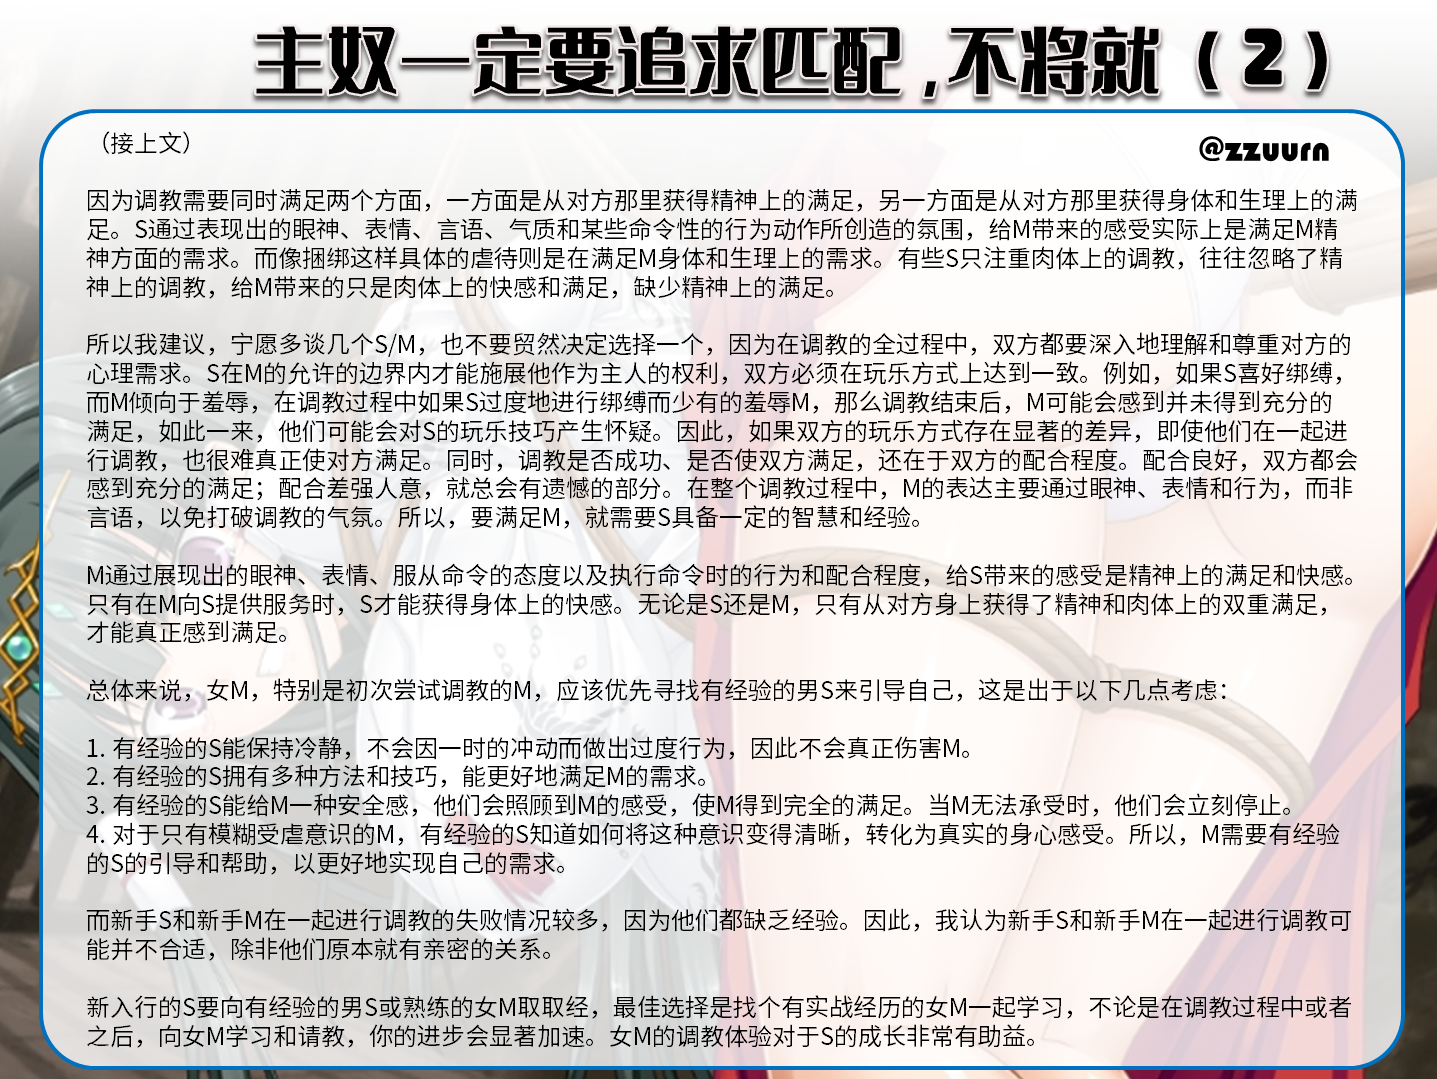 主奴一定要追求匹配,不将就（2）
（接上文）
@zzuurn
因为调教需要同时满足两个方面，一方面是从对方那里获得精神上的满足，另一方面是从对方那里获得身体和生理上的满
足。S通过表现出的眼神、表情、言语、气质和某些命令性的行为动作所创造的氛围，给M带来的感受实际上是满足M精
神方面的需求。而像捆绑这样具体的虐待则是在满足M身体和生理上的需求。有些S只注重肉体上的调教，往往忽略了精
神上的调教，给M带来的只是肉体上的快感和满足，缺少精神上的满足。
所以我建议，宁愿多谈几个S/M，也不要贸然决定选择一个，因为在调教的全过程中，双方都要深入地理解和尊重对方的
心理需求。S在M的允许的边界内才能施展他作为主人的权利，双方必须在玩乐方式上达到一致。例如，如果S喜好绑缚，
而M倾向于羞辱，在调教过程中如果S过度地进行绑缚而少有的羞辱M，那么调教结束后，M可能会感到并未得到充分的
满足，如此一来，他们可能会对S的玩乐技巧产生怀疑。因此，如果双方的玩乐方式存在显著的差异，即使他们在一起进
行调教，也很难真正使对方满足。同时，调教是否成功、是否使双方满足，还在于双方的配合程度。配合良好，双方都会
感到充分的满足；配合差强人意，就总会有遗憾的部分。在整个调教过程中，M的表达主要通过眼神、表情和行为，而非
言语，以免打破调教的气氛。所以，要满足M，就需要S具备一定的智慧和经验。
M通过展现出的眼神、表情、服从命令的态度以及执行命令时的行为和配合程度，给S带来的感受是精神上的满足和快感。
只有在M向S提供服务时，S才能获得身体上的快感。无论是S还是M，只有从对方身上获得了精神和肉体上的双重满足，
才能真正感到满足。
总体来说，女M，特别是初次尝试调教的M，应该优先寻找有经验的男S来引导自己，这是出于以下几点考虑：
1. 有经验的S能保持冷静，不会因一时的冲动而做出过度行为，因此不会真正伤害M。
2. 有经验的S拥有多种方法和技巧，能更好地满足M的需求。
3. 有经验的S能给M一种安全感，他们会照顾到M的感受，使M得到完全的满足。当M无法承受时，他们会立刻停止。
4. 对于只有模糊受虐意识的M，有经验的S知道如何将这种意识变得清晰，转化为真实的身心感受。所以，M需要有经验
的S的引导和帮助，以更好地实现自己的需求。
而新手S和新手M在一起进行调教的失败情况较多，因为他们都缺乏经验。因此，我认为新手S和新手M在一起进行调教可
能并不合适，除非他们原本就有亲密的关系。
新入行的S要向有经验的男S或熟练的女M取取经，最佳选择是找个有实战经历的女M一起学习，不论是在调教过程中或者
之后，向女M学习和请教，你的进步会显著加速。女M的调教体验对于S的成长非常有助益。